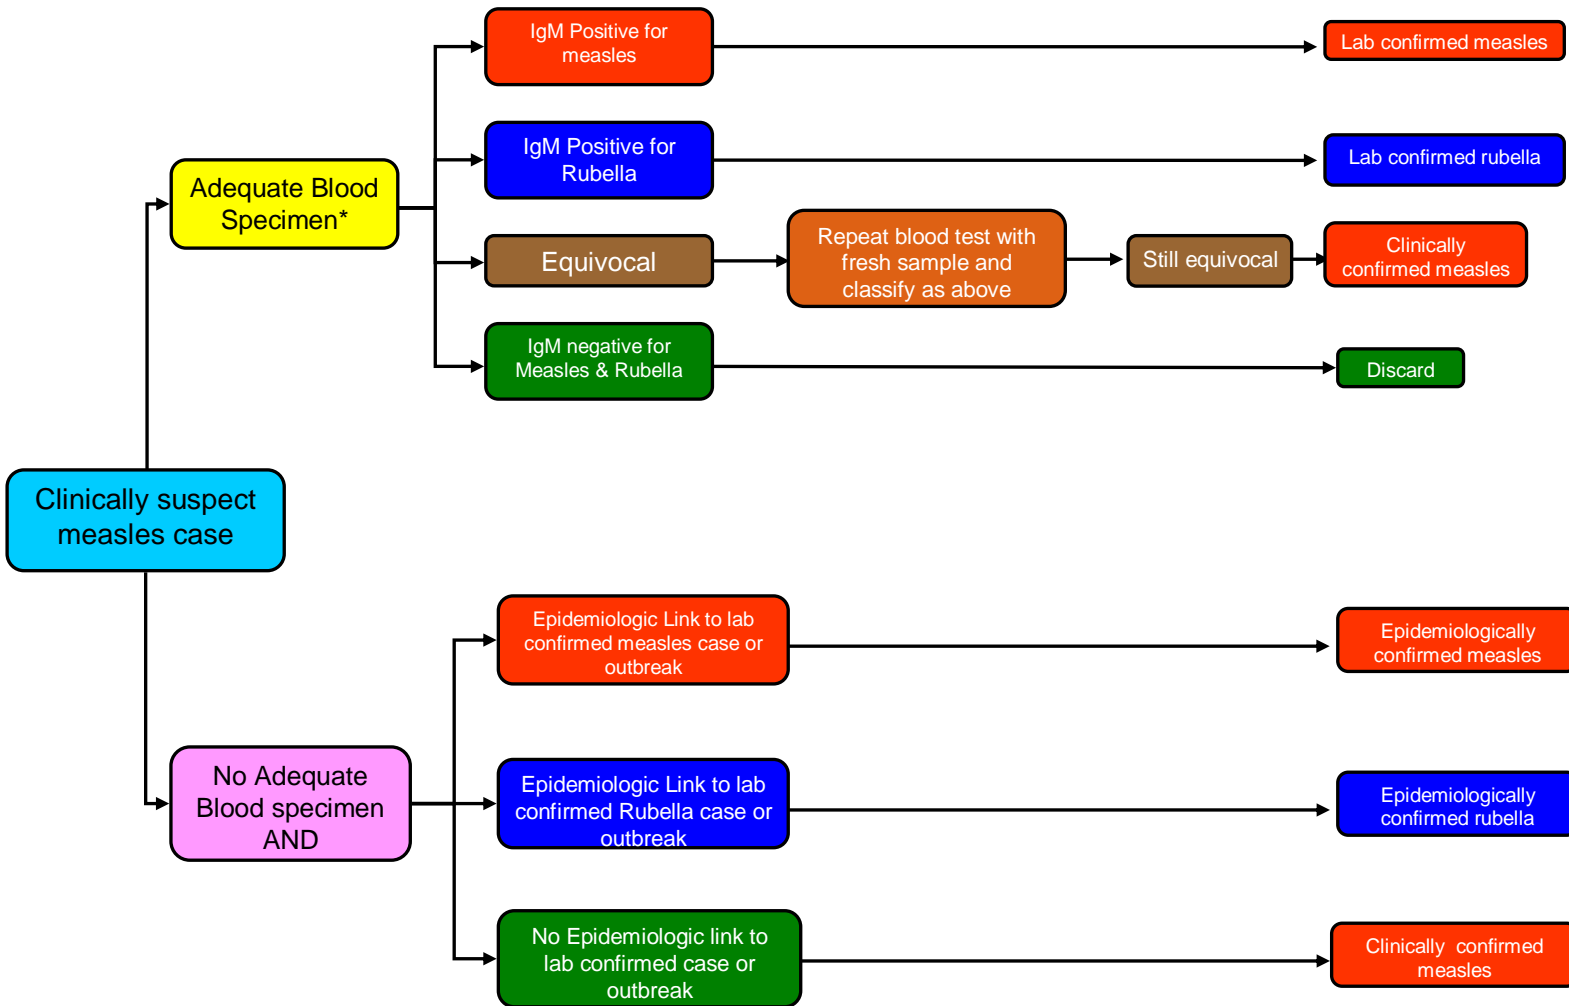 IgM Positive for
measles
Lab confirmed measles
IgM Positive for
Rubella
Lab confirmed rubella
Adequate Blood
Specimen*
Equivocal
Repeat blood test with
fresh sample and
classify as above
Still equivocal
Clinically
confirmed measles
IgM negative for
Measles & Rubella
Discard
Clinically suspect
measles case
Epidemiologic Link to lab
confirmed measles case or
outbreak
Epidemiologically
confirmed measles
No Adequate
Blood specimen
AND
Epidemiologic Link to lab
confirmed Rubella case or
outbreak
Epidemiologically
confirmed rubella
No Epidemiologic link to
lab confirmed case or
outbreak
Clinically  confirmed
measles